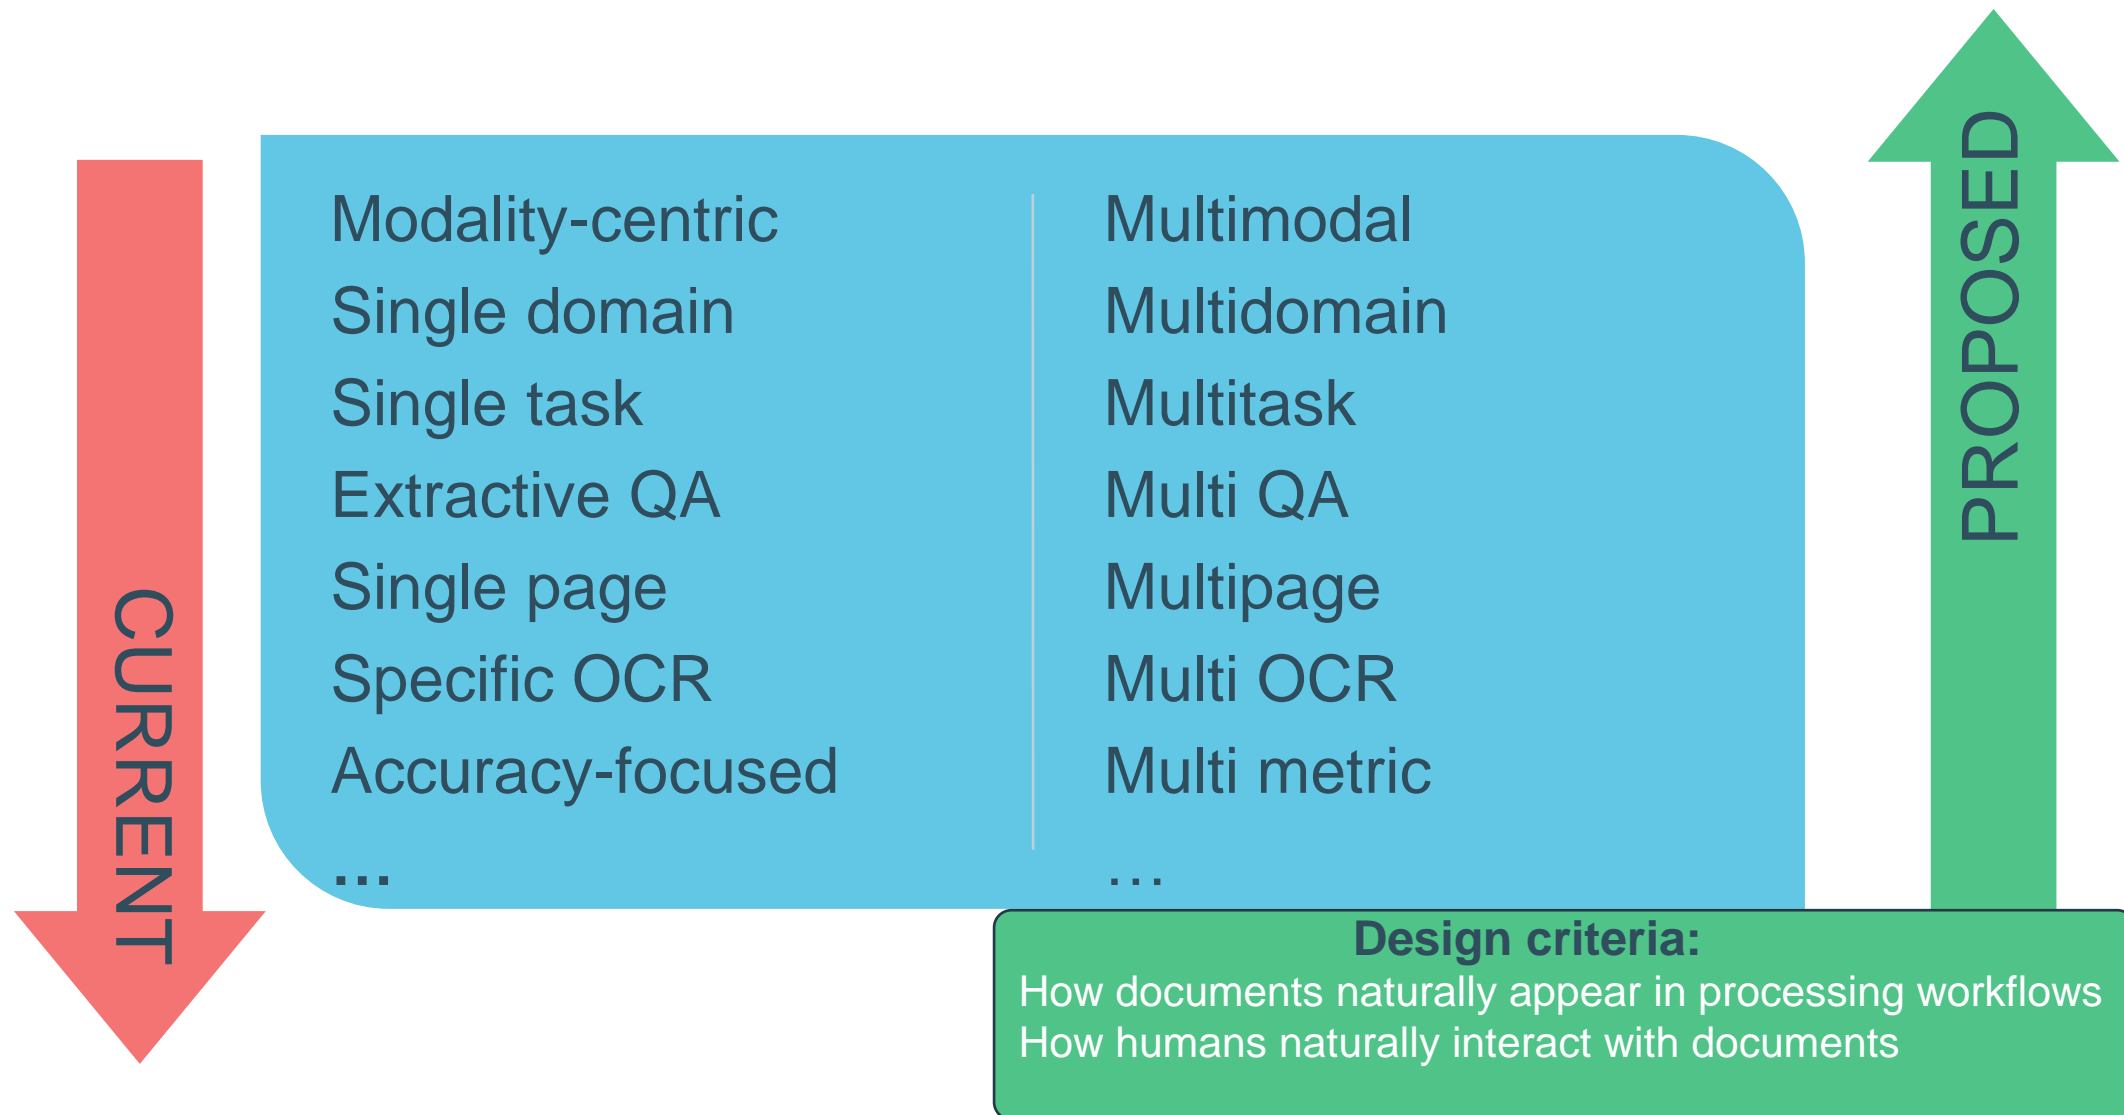 CURRENT
Modality-centric
Single domain
Single task
Extractive QA
Single page
Specific OCR
Accuracy-focused
...
Multimodal
Multidomain
Multitask
Multi QA
Multipage
Multi OCR
Multi metric
...
PROPOSED
Design criteria:
How documents naturally appear in processing workflows
How humans naturally interact with documents